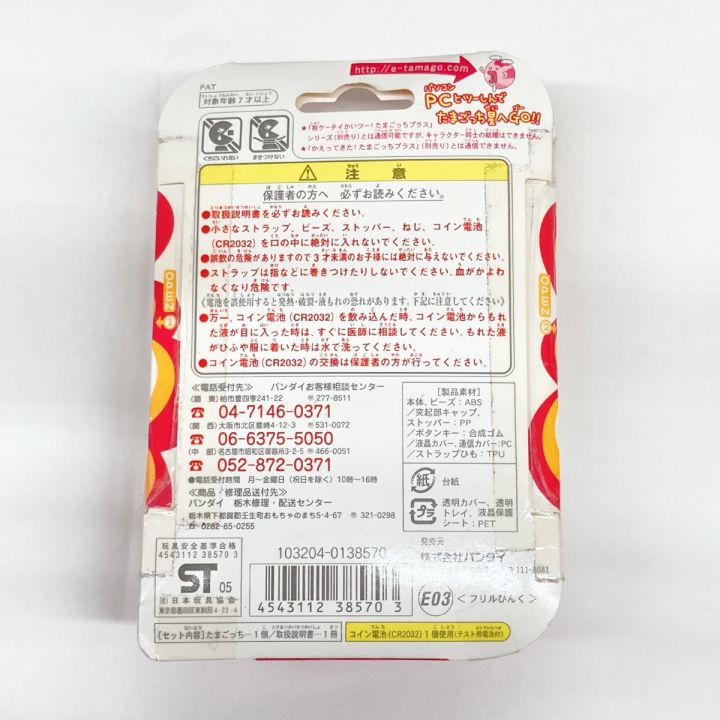 PAT
対象年齢7才以上
くちにいれない
まきつけない
http://e-tamago.com
PCとツーしんで
たまごっち星へGO!!
★「祝ケータイかいツー!たまごっちプラス」
シリーズ(別売り)とは通信可能ですが、キャラクター同士の結婚はできません。
★「かえってきた!たまごっちプラス」(別売り)とは通信できません。
注意
保護者の方へ 必ずお読みください。
●取扱説明書を必ずお読みください。
●小さなストラップ、ビーズ、ストッパー、ねじ、コイン電池
(CR2032)を口の中に絶対に入れないでください。
●誤飲の危険がありますので3才未満のお子様には絶対に与えないでください。
●ストラップは指などに巻きつけたりしないでください。血がかよわ
なくなり危険です。
《電池を誤使用すると発熱・破裂・液もれの恐れがあります。下記に注意してください》
●万一、コイン電池(CR2032)を飲み込んだ時、コイン電池からもれ
た液が目に入った時は、すぐに医師に相談してください。もれた液
がひふや服に着いた時は水で洗ってください。
●コイン電池(CR2032)の交換は保護者の方が行ってください。
OPEN 1
OPEN 2
<電話受付先> バンダイお客様相談センター
(関 東)柏市豊四季241-22 〒277-8511
☎ 04-7146-0371
(関 西)大阪市北区豊崎4-12-3 〒531-0072
☎ 06-6375-5050
(中 部)名古屋市昭和区御器所3-2-5 〒466-0051
☎ 052-872-0371
●電話受付時間 月〜金曜日(祝日を除く)10時〜16時
<商品・修理品送付先>
バンダイ 栃木修理・配送センター
栃木県下都賀郡壬生町おもちゃのまち5-4-67 〒321-0298
☎ 0282-85-0255
[製品素材]
本体、ビーズ:ABS
/突起部キャップ、
ストッパー:PP
/ボタンキー:合成ゴム
/液晶カバー、通信カバー:PC
/ストラップひも:TPU
紙 台紙
プラ 透明カバー、透明
トレイ、液晶保護
シート:PET
発売元
株式会社バンダイ
111-8081
玩具安全基準合格
4543112 38570 3
ST 05
(社)日本玩具協会
東京都墨田区東駒形4-22-4
103204-0138570
4543112 38570 3
E03 <フリルぴんく>
[セット内容]たまごっち…1個/取扱説明書…1冊
コイン電池(CR2032)1個使用(テスト用電池付)